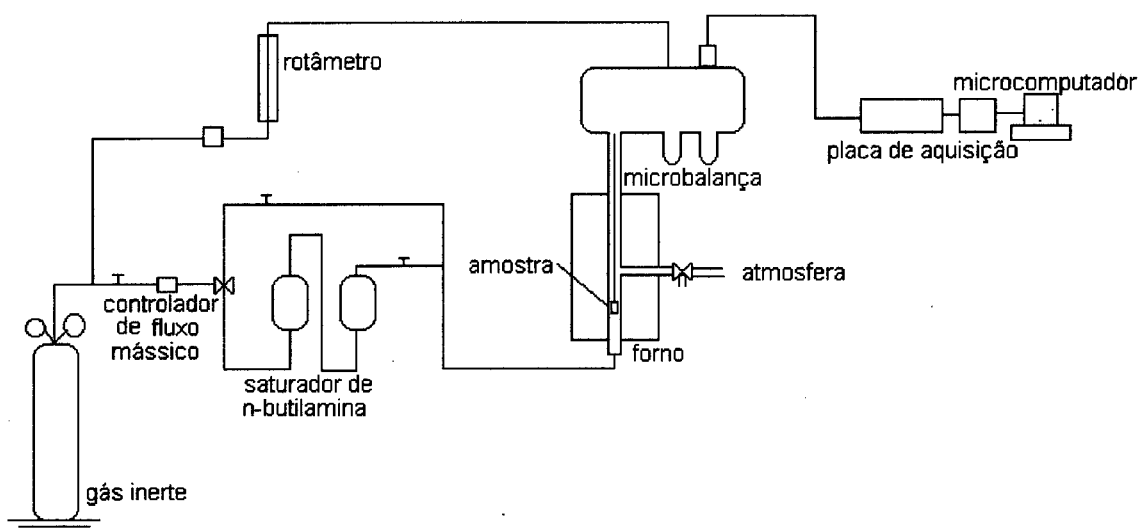 rotâmetro
microcomputador
placa de aquisição
microbalança
amostra
atmosfera
controlador
de fluxo
mássico
forno
saturador de
n-butilamina
gás inerte